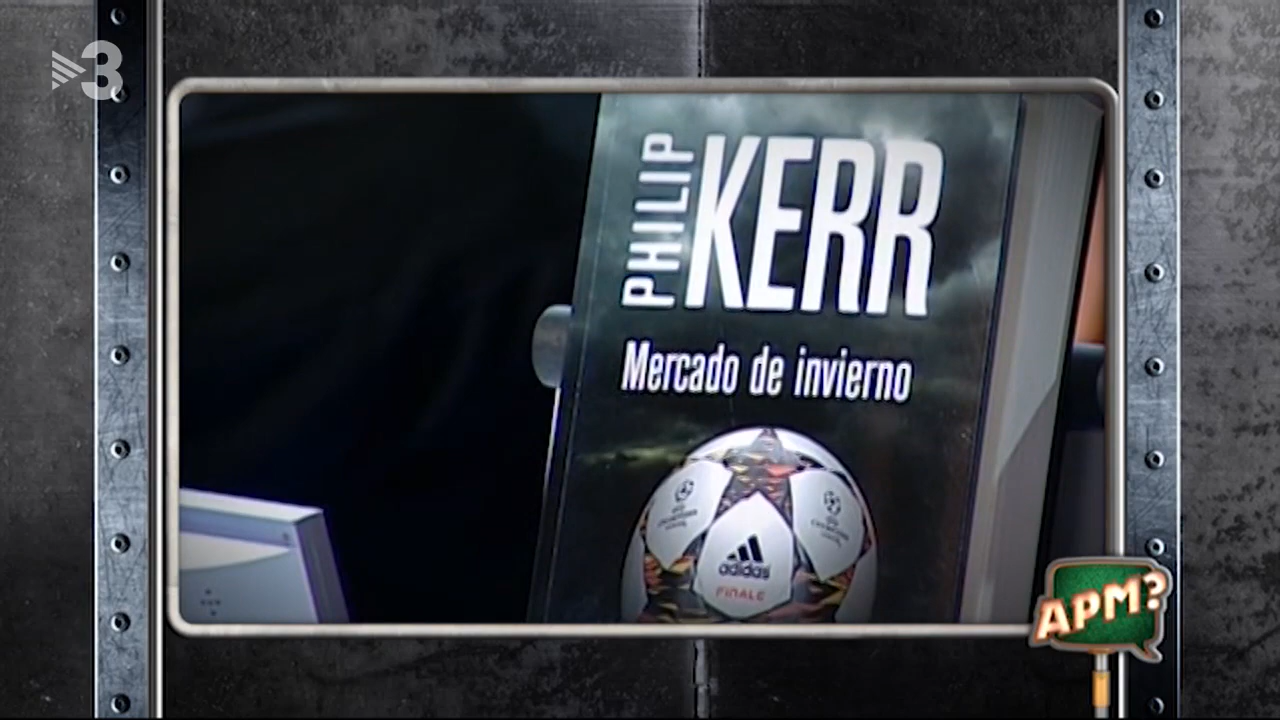 3
PHILIP
KERR
Mercado de invierno
adidas
FINALE
APM?